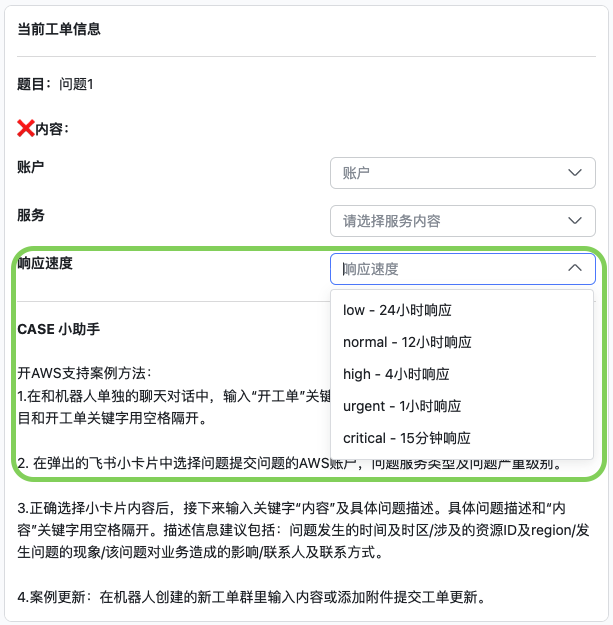 当前工单信息
题目：问题1
❌内容：
账户
账户
服务
请选择服务内容
响应速度
响应速度
low - 24小时响应
normal - 12小时响应
high - 4小时响应
urgent - 1小时响应
critical - 15分钟响应
CASE 小助手
开AWS支持案例方法：
1.在和机器人单独的聊天对话中，输入“开工单”关键
目和开工单关键字用空格隔开。
2. 在弹出的飞书小卡片中选择问题提交问题的AWS账户，问题服务类型及问题严重级别。
3.正确选择小卡片内容后，接下来输入关键字“内容”及具体问题描述。具体问题描述和“内
容”关键字用空格隔开。描述信息建议包括：问题发生的时间及时区/涉及的资源ID及region/发
生问题的现象/该问题对业务造成的影响/联系人及联系方式。
4.案例更新：在机器人创建的新工单群里输入内容或添加附件提交工单更新。